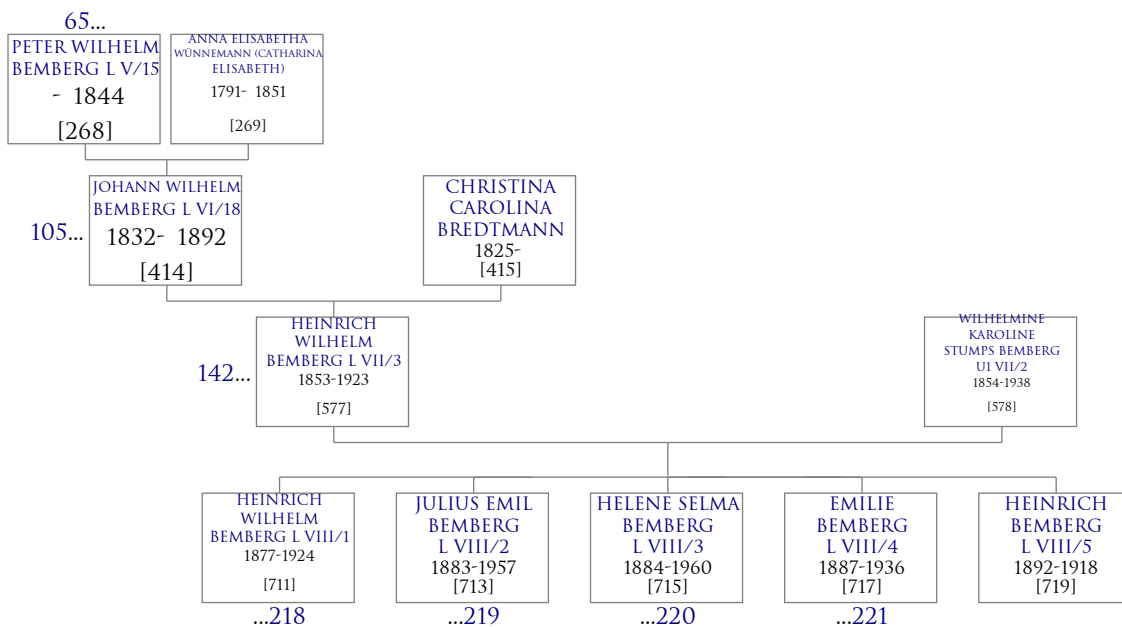 65...
PETER WILHELM
BEMBERG L V/15
- 1844
[268]
ANNA ELISABETHA
WÜNNEMANN (CATHARINA
ELISABETH)
1791- 1851
[269]
105...
JOHANN WILHELM
BEMBERG L VI/18
1832- 1892
[414]
CHRISTINA
CAROLINA
BREDTMANN
1825-
[415]
142...
HEINRICH
WILHELM
BEMBERG L VII/3
1853-1923
[577]
WILHELMINE
KAROLINE
STUMPS BEMBERG
U1 VII/2
1854-1938
[578]
HEINRICH
WILHELM
BEMBERG L VIII/1
1877-1924
[711]
...218
JULIUS EMIL
BEMBERG
L VIII/2
1883-1957
[713]
...219
HELENE SELMA
BEMBERG
L VIII/3
1884-1960
[715]
...220
EMILIE
BEMBERG
L VIII/4
1887-1936
[717]
...221
HEINRICH
BEMBERG
L VIII/5
1892-1918
[719]